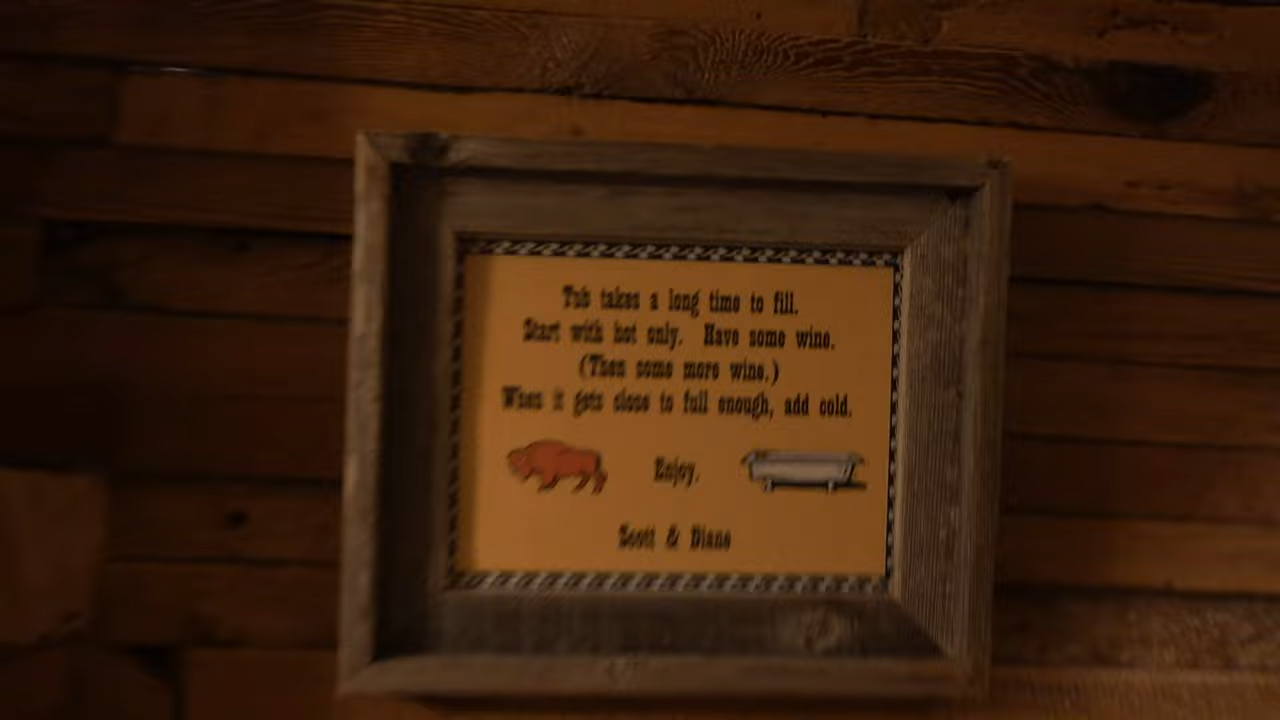 Tub takes a long time to fill.
Start with hot only. Have some wine.
(Then some more wine.)
When it gets close to full enough, add cold.
Enjoy.
Scott & Diane